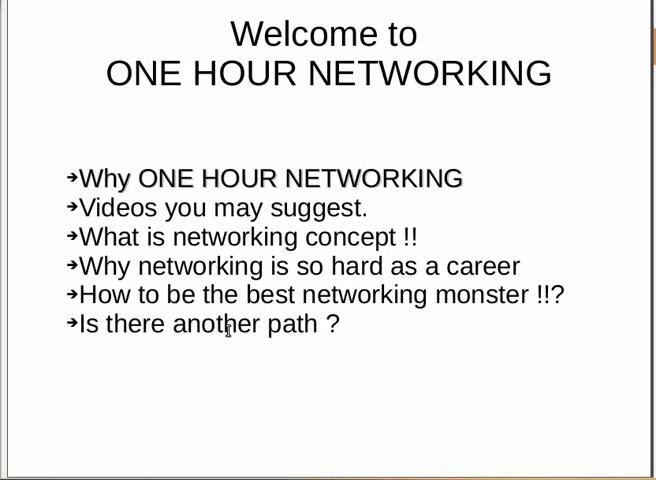 Welcome to
ONE HOUR NETWORKING
➔Why ONE HOUR NETWORKING
➔Videos you may suggest.
➔What is networking concept !!
➔Why networking is so hard as a career
➔How to be the best networking monster !!?
➔Is there another path ?